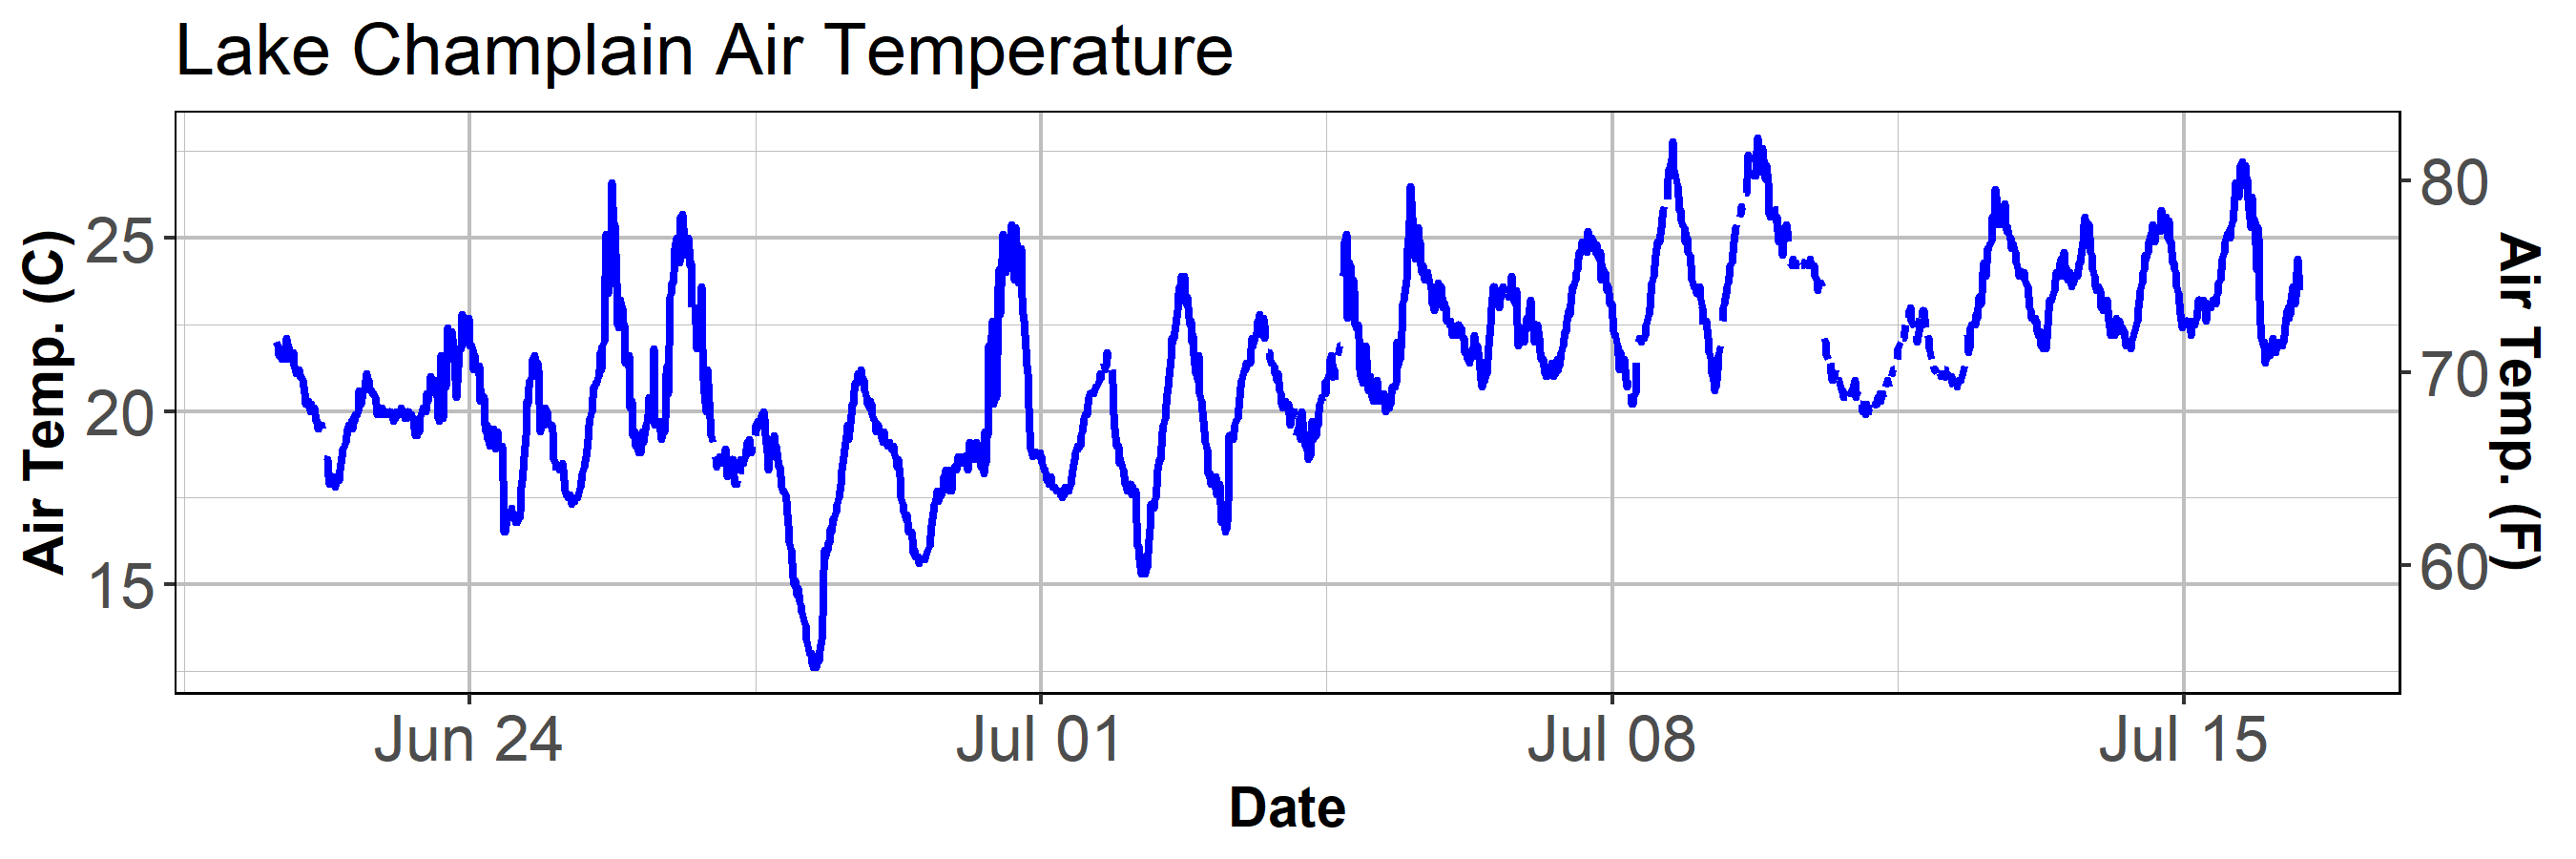 Lake Champlain Air Temperature
Air Temp. (C)
25
20
15
80
70
60
Air Temp. (F)
Jun 24
Jul 01
Jul 08
Jul 15
Date